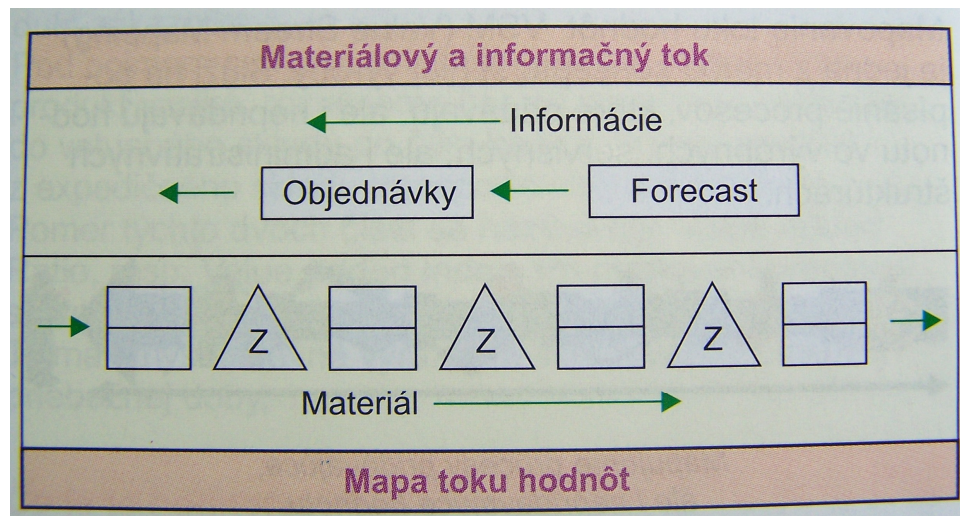 Materiálový a informačný tok
Informácie
Objednávky
Forecast
Z
Z
Z
Materiál
Mapa toku hodnôt